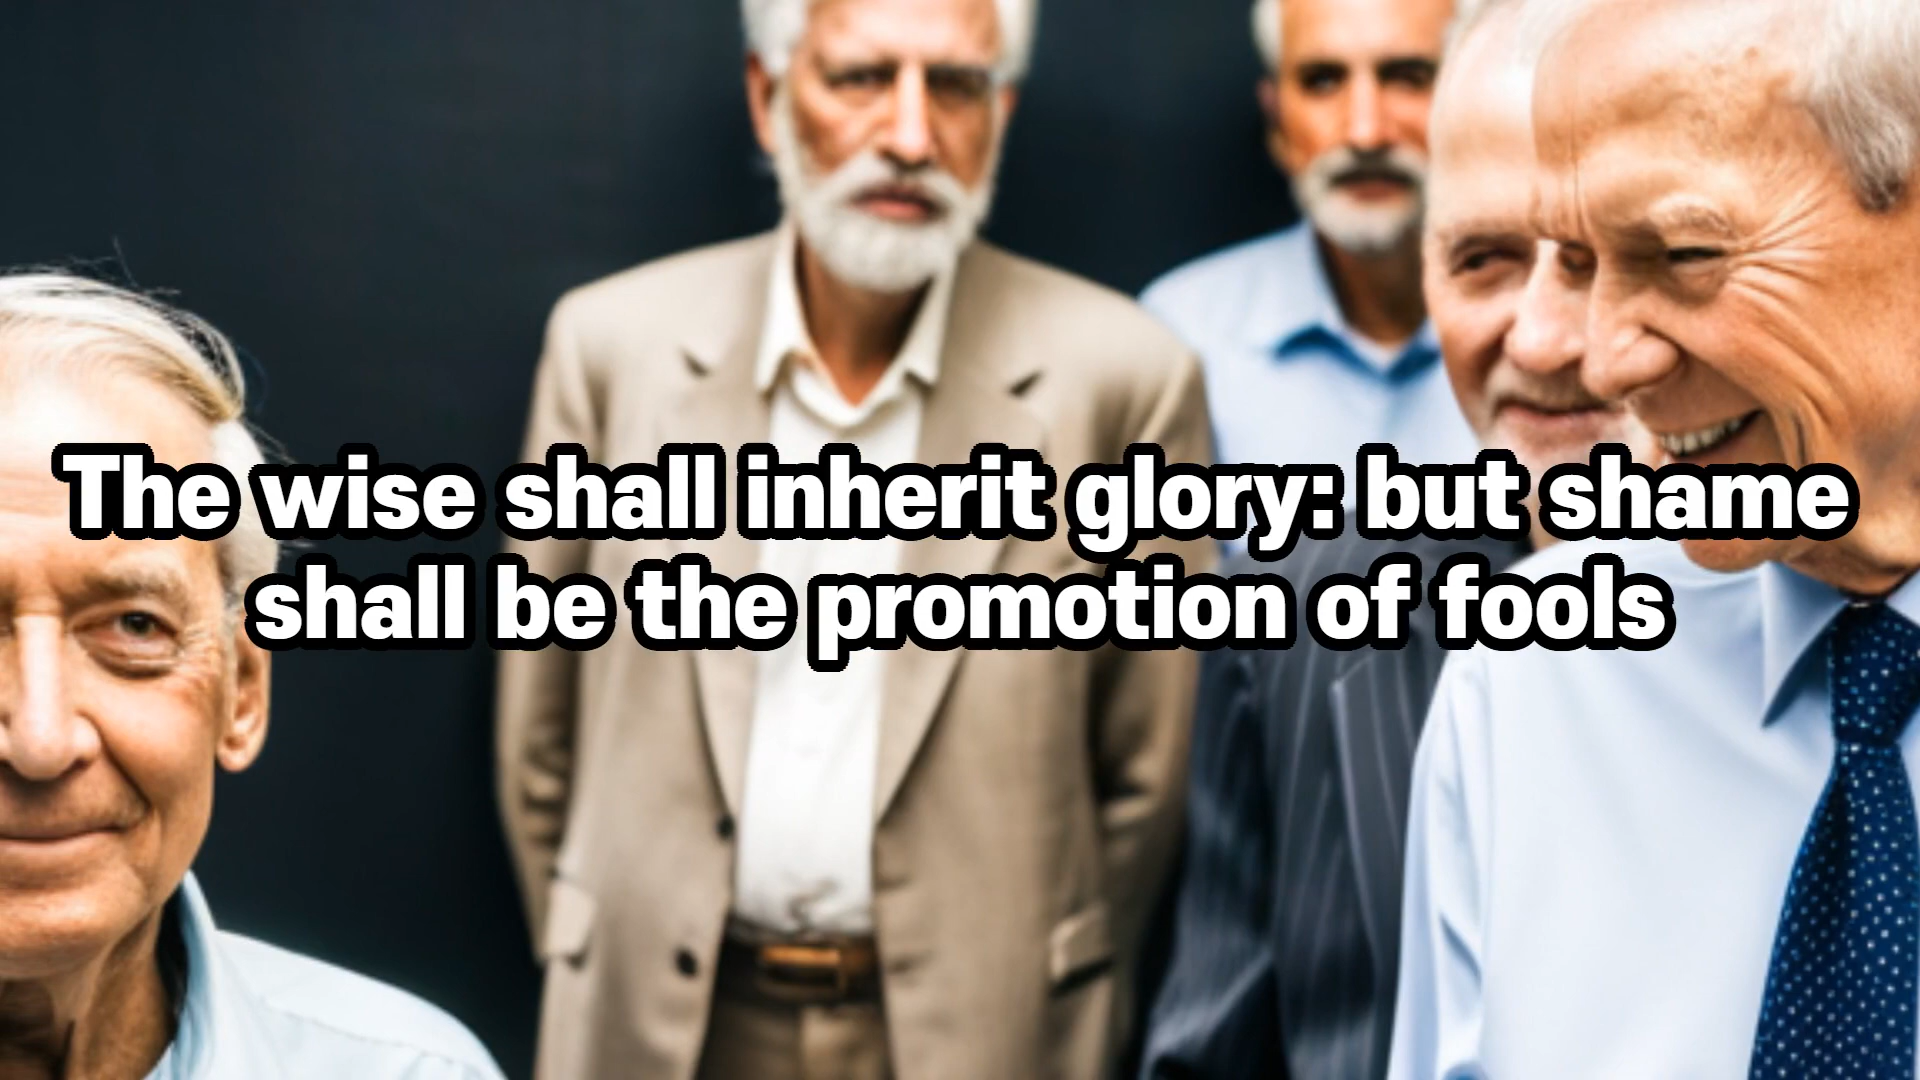 The wise shall inherit glory: but shame
shall be the promotion of fools